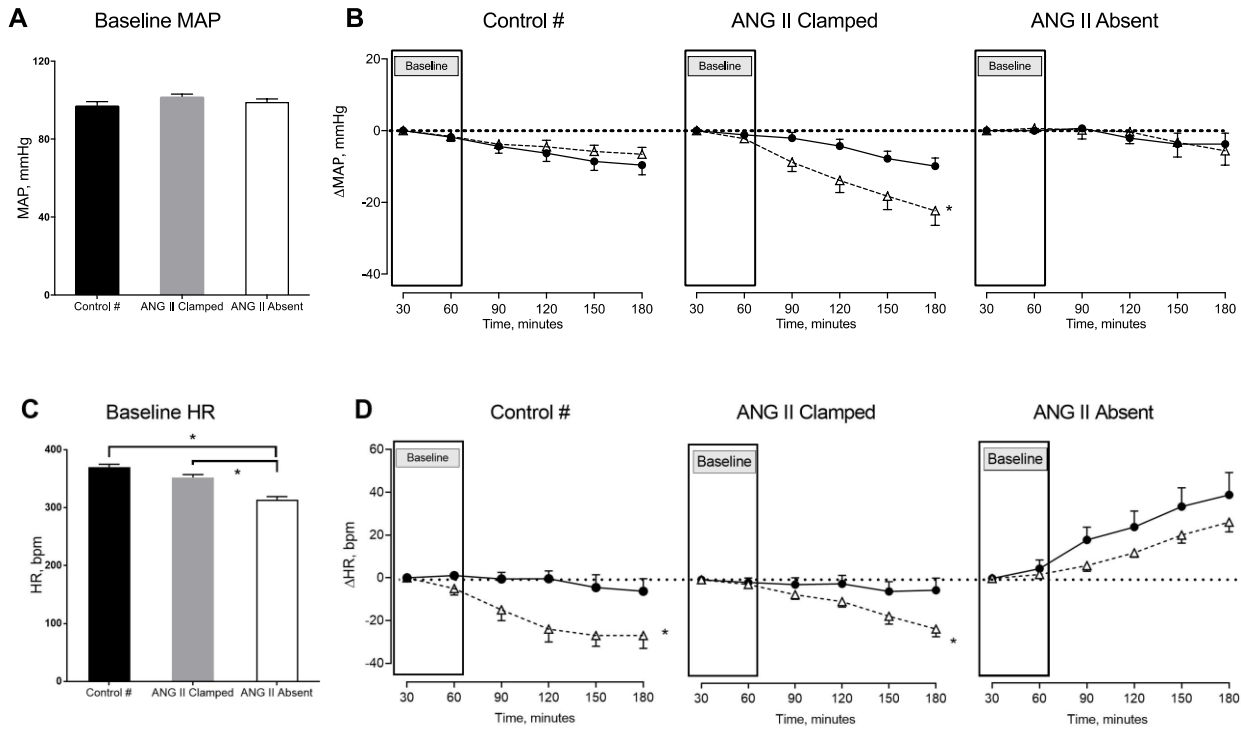 A
Baseline MAP
MAP, mmHg
120
80
40
0
Control #
ANG II Clamped
ANG II Absent
B
Control #
ANG II Clamped
ANG II Absent
ΔMAP, mmHg
20
0
-20
-40
Baseline
Baseline
Baseline
*
30 60 90 120 150 180
Time, minutes
30 60 90 120 150 180
Time, minutes
30 60 90 120 150 180
Time, minutes
C
Baseline HR
HR, bpm
400
300
200
100
0
*
*
Control #
ANG II Clamped
ANG II Absent
D
Control #
ANG II Clamped
ANG II Absent
ΔHR, bpm
60
40
20
0
-20
-40
Baseline
Baseline
Baseline
*
*
30 60 90 120 150 180
Time, minutes
30 60 90 120 150 180
Time, minutes
30 60 90 120 150 180
Time, minutes